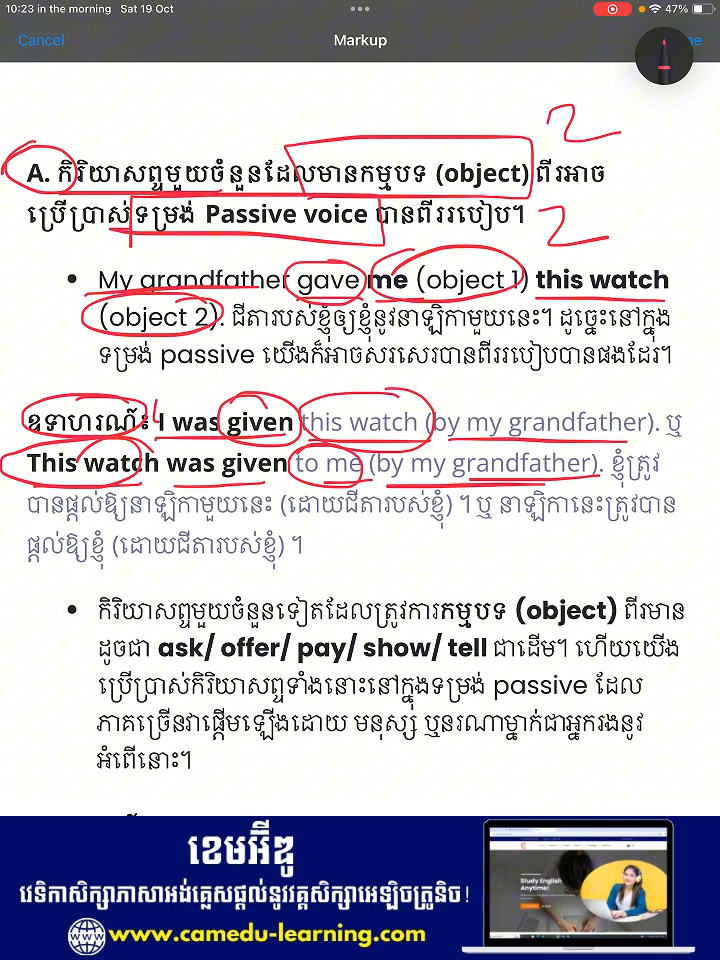 10:23 in the morning Sat 19 Oct
47%
Cancel
Markup
A. កិរិយាសព្ទមួយចំនួនដែលមានកម្មបទ (object) ពីរអាច
ប្រើប្រាស់ទម្រង់ Passive voice បានពីររបៀប។
2
2
• My grandfather gave me (object 1) this watch
(object 2). ជីតារបស់ខ្ញុំឲ្យខ្ញុំនូវនាឡិកាមួយនេះ។ ដូច្នេះនៅក្នុង
ទម្រង់ passive យើងក៏អាចសរសេរបានពីររបៀបបានផងដែរ។
ឧទាហរណ៍៖ I was given this watch (by my grandfather). ឬ
This watch was given to me (by my grandfather). ខ្ញុំត្រូវ
បានផ្តល់ឱ្យនាឡិកាមួយនេះ (ដោយជីតារបស់ខ្ញុំ) ។ ឬ នាឡិកានេះត្រូវបាន
ផ្តល់ឱ្យខ្ញុំ (ដោយជីតារបស់ខ្ញុំ) ។
• កិរិយាសព្ទមួយចំនួនទៀតដែលត្រូវការកម្មបទ (object) ពីរមាន
ដូចជា ask/ offer/ pay/ show/ tell ជាដើម។ ហើយយើង
ប្រើប្រាស់កិរិយាសព្ទទាំងនោះនៅក្នុងទម្រង់ passive ដែល
ភាគច្រើនវាផ្តើមឡើងដោយ មនុស្ស ឬនរណាម្នាក់ជាអ្នករងនូវ
អំពើនោះ។
ខេមអ៊ីឌូ
វេទិកាសិក្សាភាសាអង់គ្លេសផ្តល់នូវវគ្គសិក្សាអេឡិចត្រូនិច!
www.camedu-learning.com
Study English
Anytime!